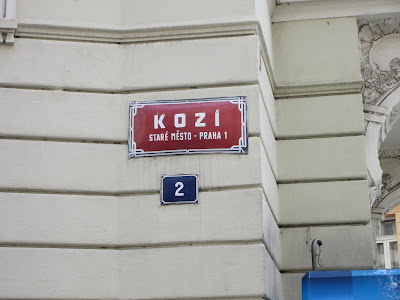 KOZÍ
STARÉ MĚSTO - PRAHA 1
2